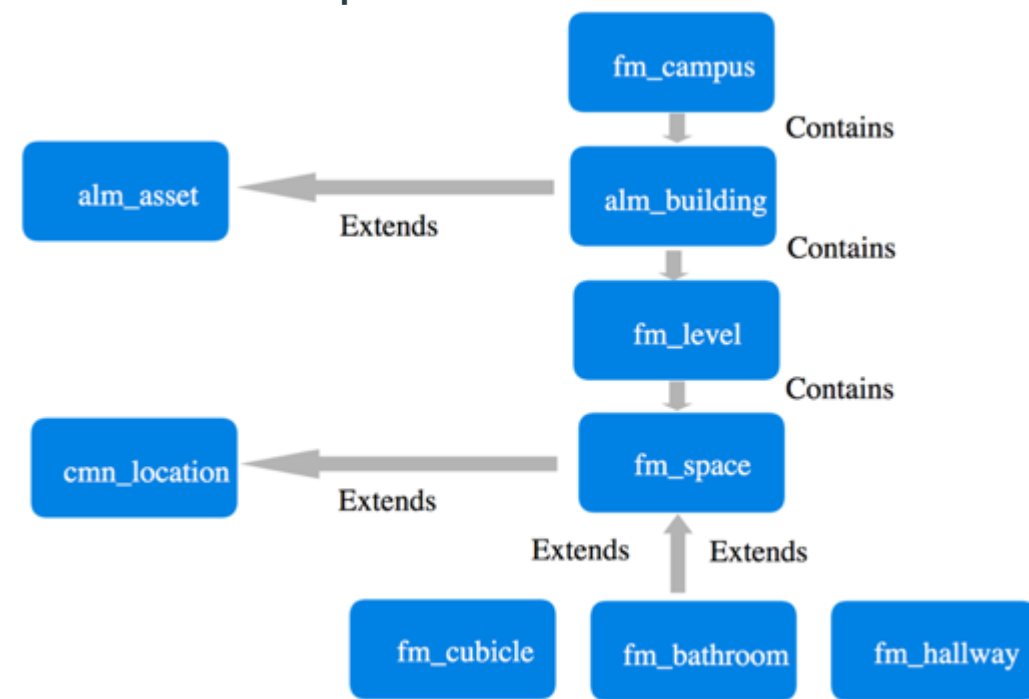 fm_campus
Contains
alm_asset
alm_building
Extends
Contains
fm_level
Contains
cmn_location
fm_space
Extends
Extends
Extends
fm_cubicle
fm_bathroom
fm_hallway